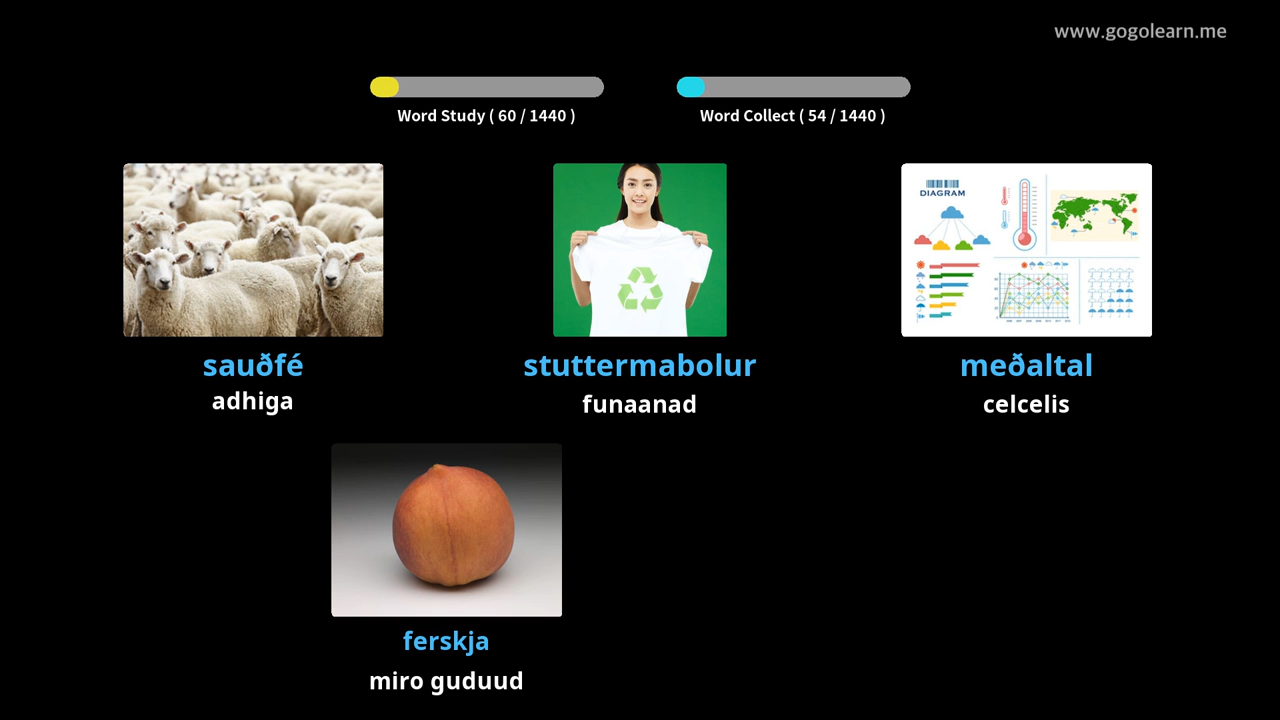 www.gogolearn.me
Word Study ( 60 / 1440 )
Word Collect ( 54 / 1440 )
DIAGRAM
sauðfé
adhiga
stuttermabolur
funaanad
meðaltal
celcelis
ferskja
miro guduud